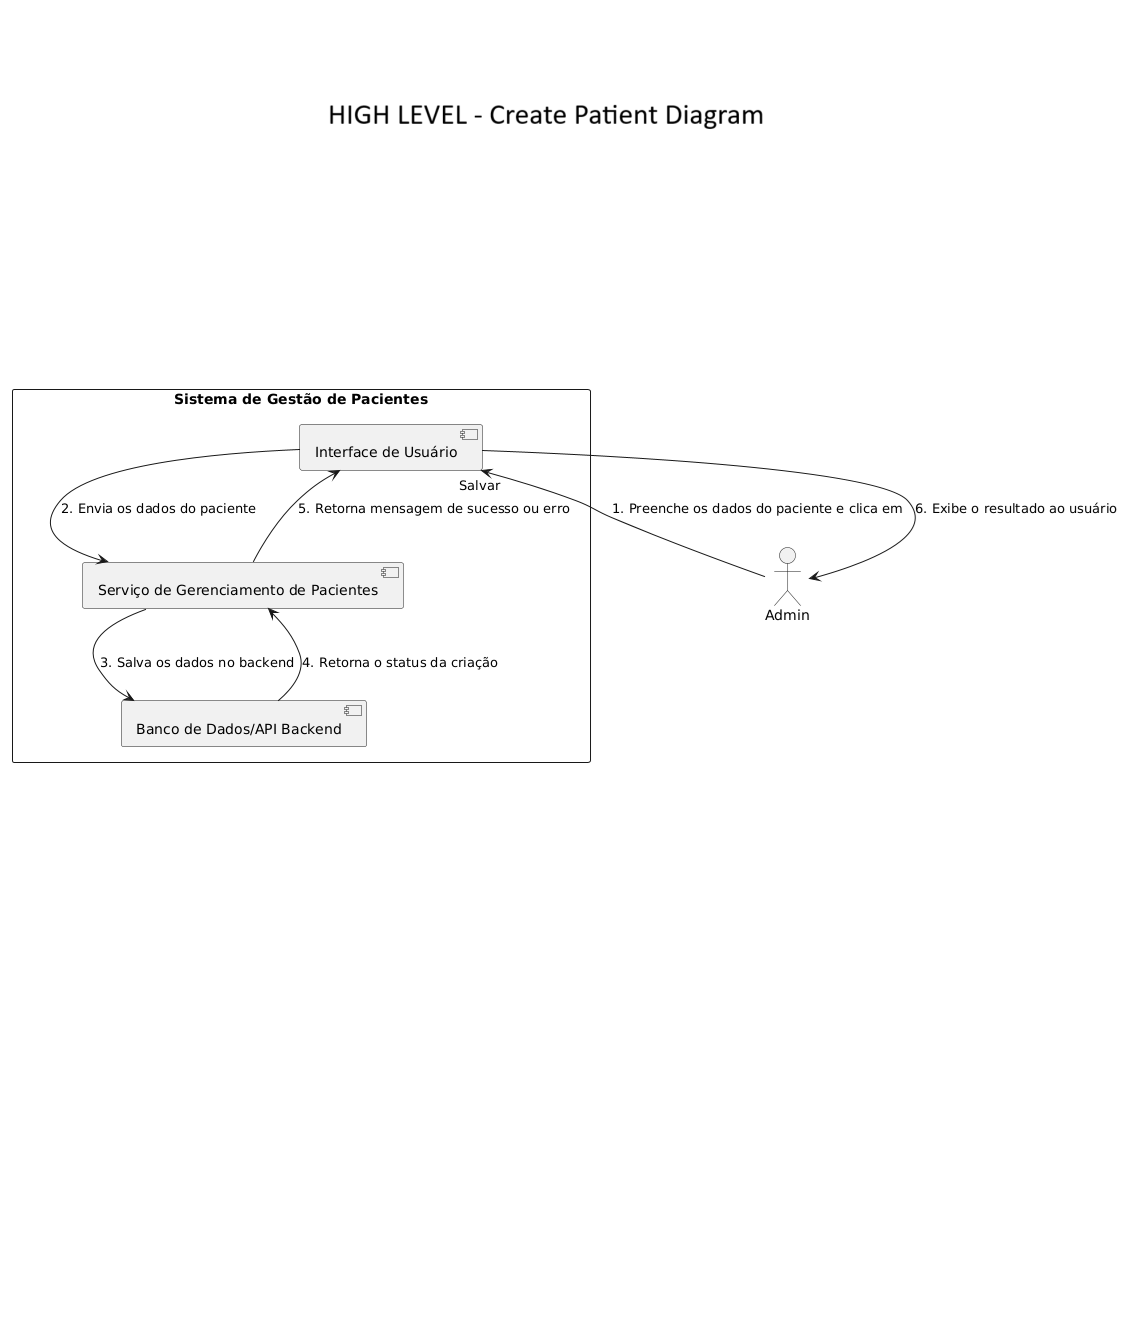 HIGH LEVEL - Create Patient Diagram
Sistema de Gestão de Pacientes
Interface de Usuário
Salvar
2. Envia os dados do paciente
5. Retorna mensagem de sucesso ou erro
1. Preenche os dados do paciente e clica em
6. Exibe o resultado ao usuário
Serviço de Gerenciamento de Pacientes
Admin
3. Salva os dados no backend
4. Retorna o status da criação
Banco de Dados/API Backend